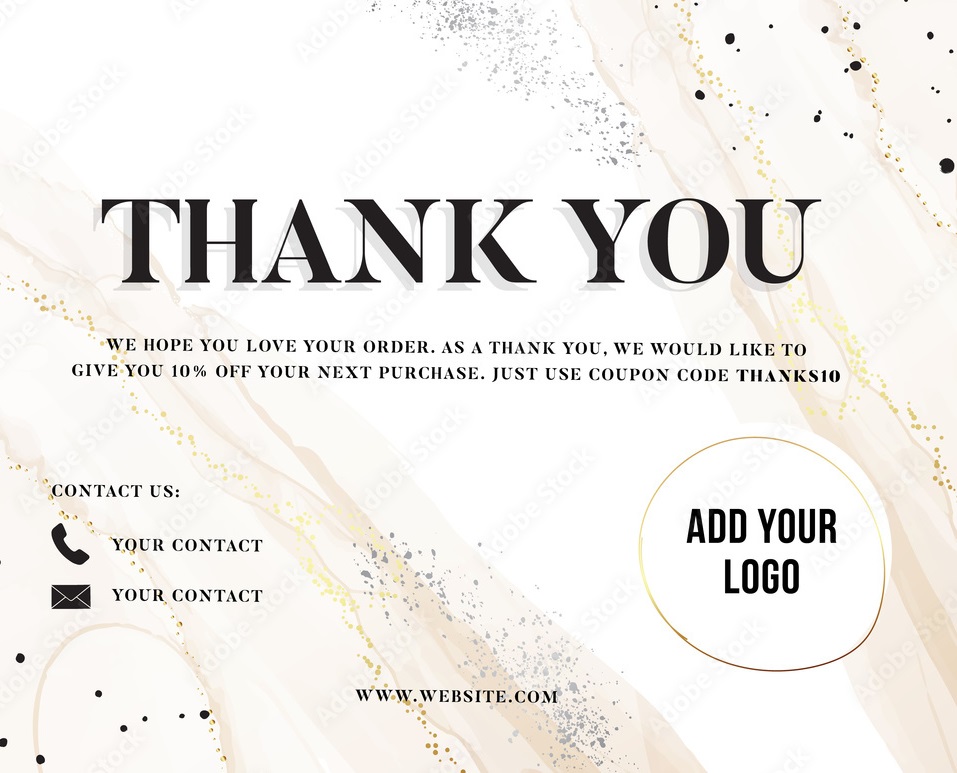 THANK YOU
WE HOPE YOU LOVE YOUR ORDER. AS A THANK YOU, WE WOULD LIKE TO
GIVE YOU 10% OFF YOUR NEXT PURCHASE. JUST USE COUPON CODE THANKS10
CONTACT US:
YOUR CONTACT
YOUR CONTACT
ADD YOUR
LOGO
WWW.WEBSITE.COM
Adobe Stock